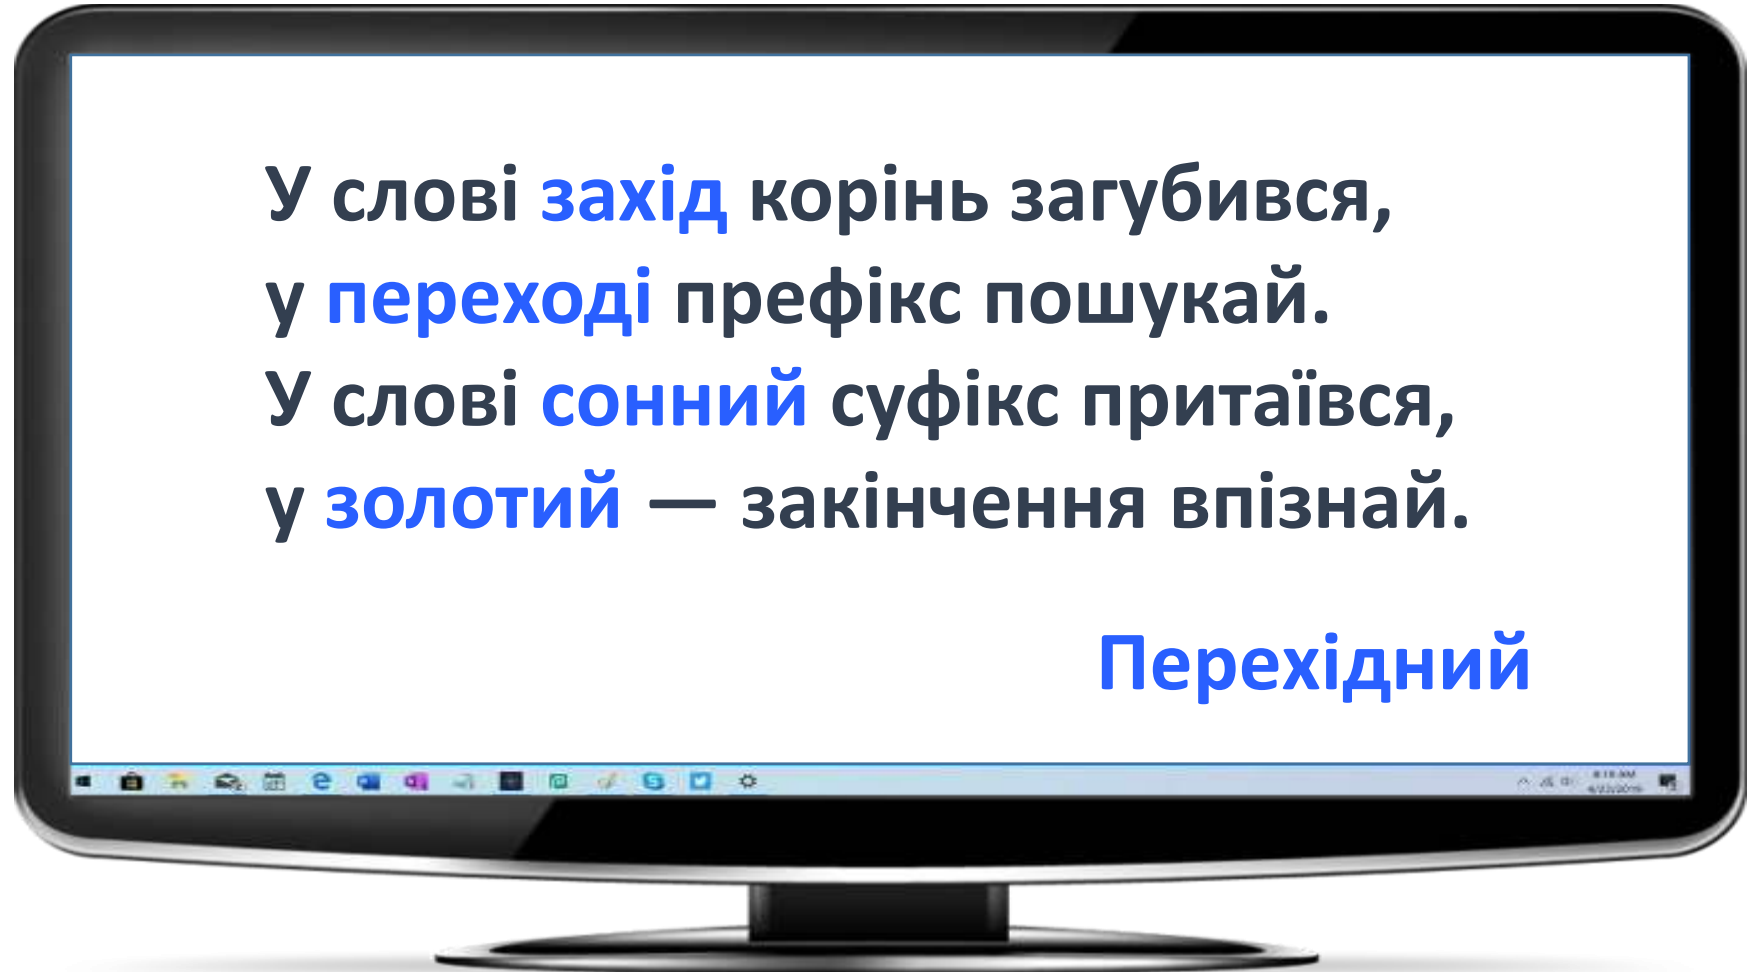 У слові захід корінь загубився,
у переході префікс пошукай.
У слові сонний суфікс притаївся,
у золотий — закінчення впізнай.
Перехідний